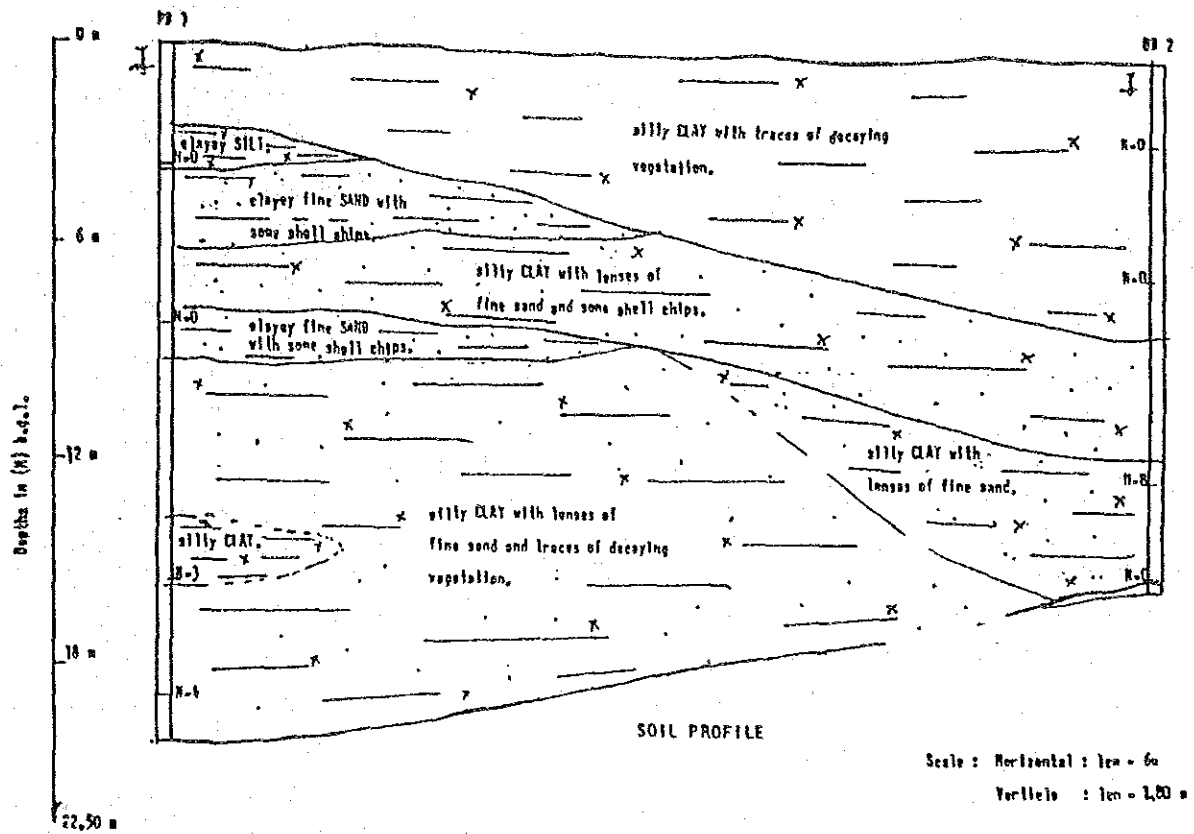 BH 2
0 m
6 m
12 m
18 m
22,50 m
Depths in (M) b.g.l.
silty CLAY with traces of decaying
vegetation.
N=0
clayey SILT.
N=0
clayey fine SAND with
some shell chips.
N=0
silty CLAY with lenses of
fine sand and some shell chips.
N=0
clayey fine SAND
with some shell chips.
silty CLAY with
lenses of fine sand.
N=8
silty CLAY with lenses of
fine sand and traces of decaying
vegetation.
silty CLAY.
N=3
N=4
SOIL PROFILE
Scale : Horizontal : 1cm = 6m
: 1cm = 1,80 m